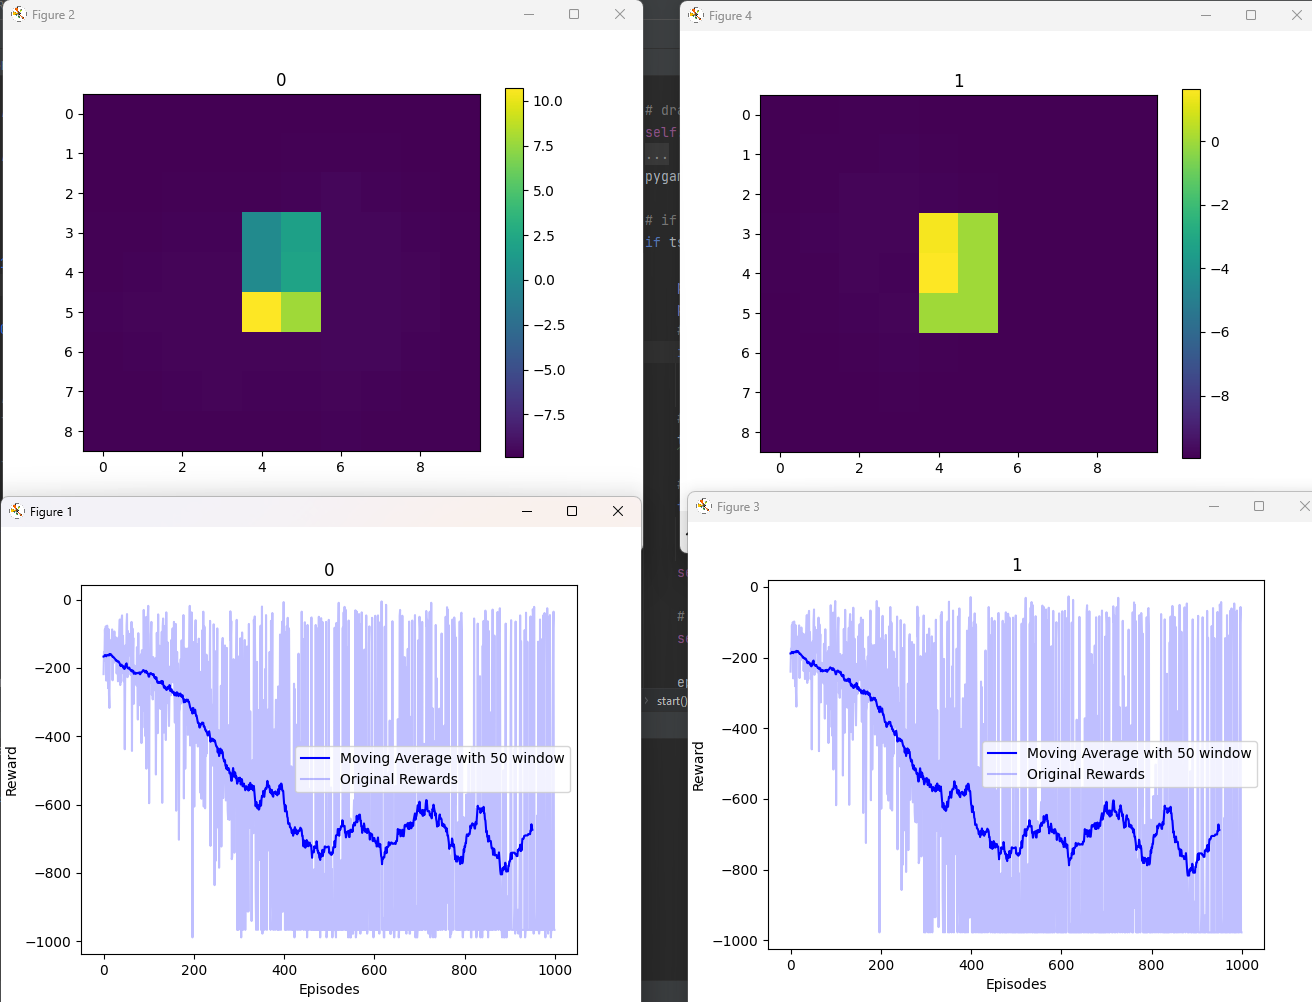 Figure 2
0
0
1
2
3
4
5
6
7
8
0 2 4 6 8
10.0
7.5
5.0
2.5
0.0
−2.5
−5.0
−7.5
Figure 4
1
0
1
2
3
4
5
6
7
8
0 2 4 6 8
0
−2
−4
−6
−8
self
...
# if
if
Figure 1
0
0
−200
−400
−600
−800
−1000
Reward
Moving Average with 50 window
Original Rewards
0 200 400 600 800 1000
Episodes
#
start()
Figure 3
1
0
−200
−400
−600
−800
−1000
Reward
Moving Average with 50 window
Original Rewards
0 200 400 600 800 1000
Episodes